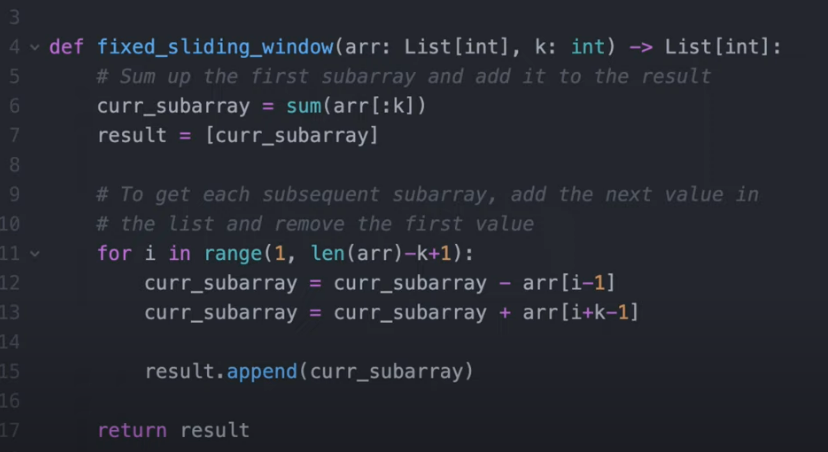 3
4 def fixed_sliding_window(arr: List[int], k: int) -> List[int]:
5     # Sum up the first subarray and add it to the result
6     curr_subarray = sum(arr[:k])
7     result = [curr_subarray]
8
9     # To get each subsequent subarray, add the next value in
10     # the list and remove the first value
11     for i in range(1, len(arr)-k+1):
12         curr_subarray = curr_subarray - arr[i-1]
13         curr_subarray = curr_subarray + arr[i+k-1]
14
15         result.append(curr_subarray)
16
17     return result